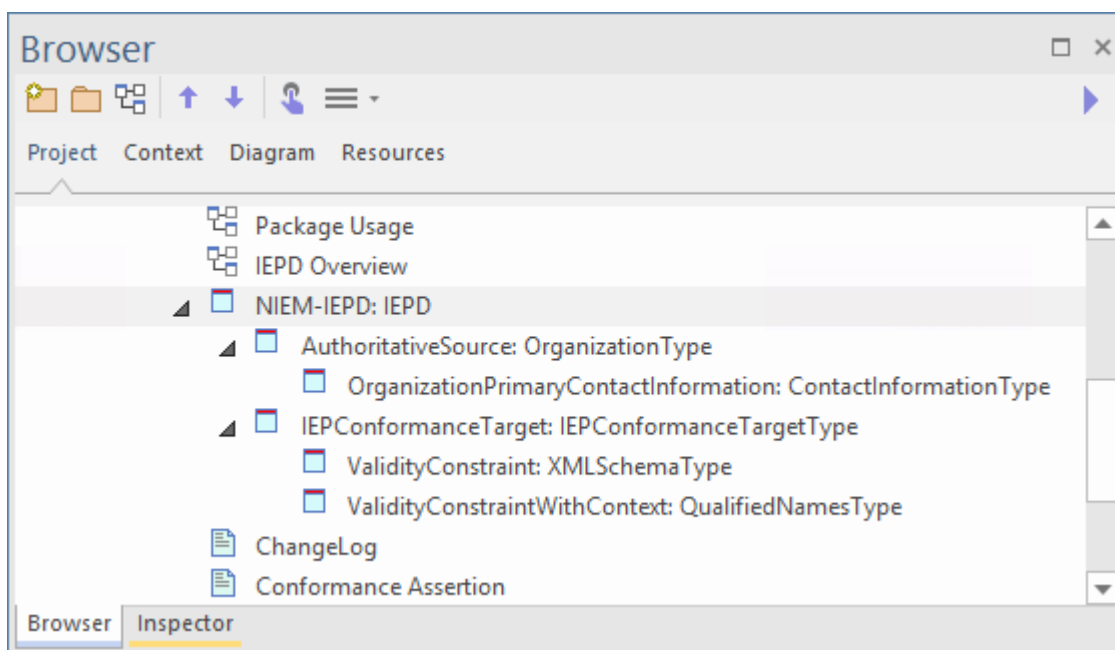 Browser
Project Context Diagram Resources
Package Usage
IEPD Overview
NIEM-IEPD: IEPD
AuthoritativeSource: OrganizationType
OrganizationPrimaryContactInformation: ContactInformationType
IEPConformanceTarget: IEPConformanceTargetType
ValidityConstraint: XMLSchemaType
ValidityConstraintWithContext: QualifiedNamesType
ChangeLog
Conformance Assertion
Browser Inspector